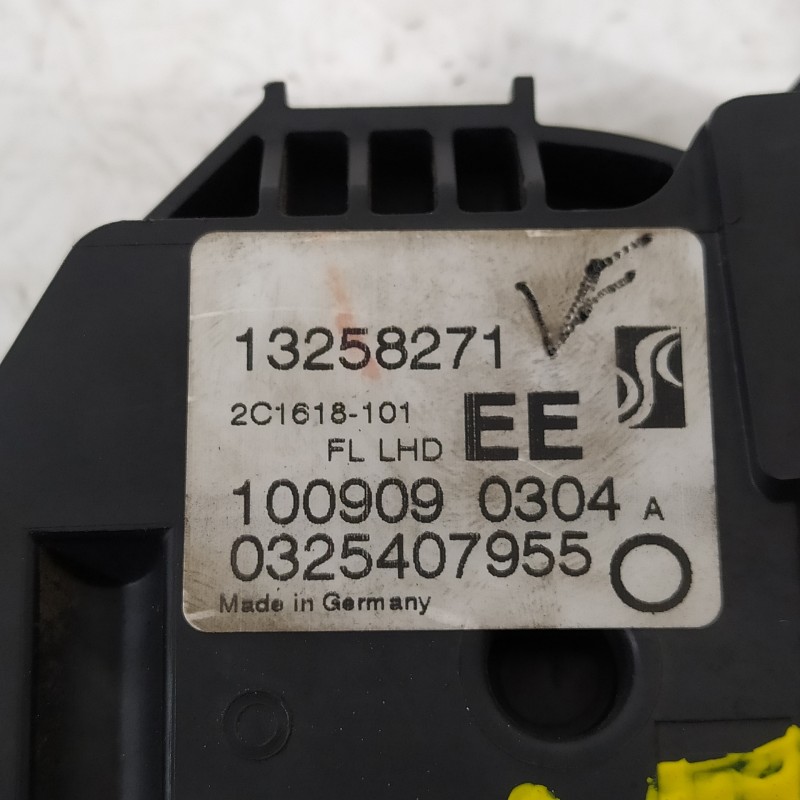 13258271
2C1618-101 EE
FL LHD
100909 0304 A
0325407955
Made in Germany